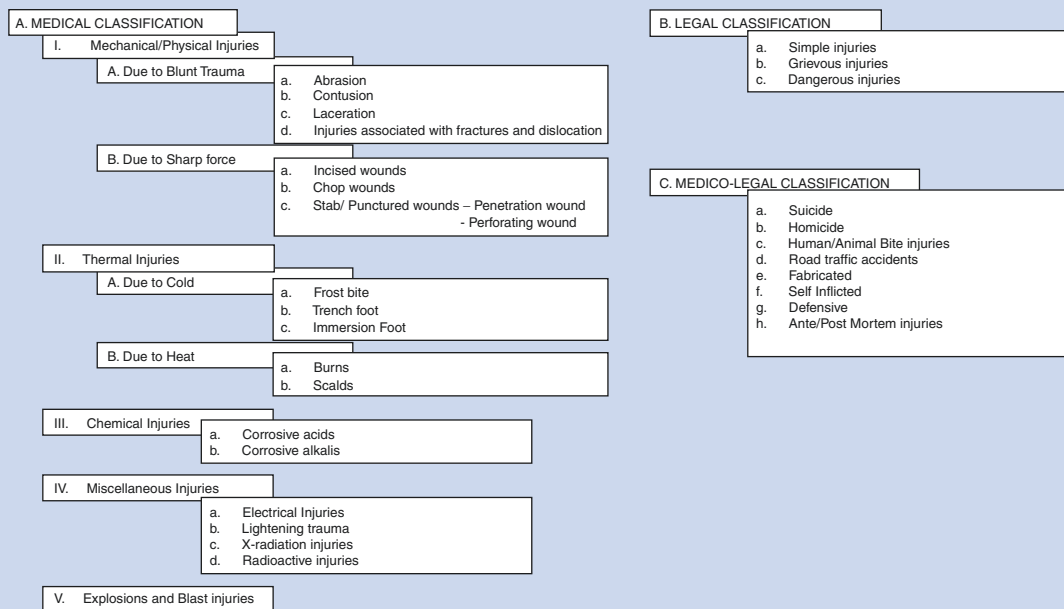 A. MEDICAL CLASSIFICATION
I. Mechanical/Physical Injuries
A. Due to Blunt Trauma
a. Abrasion
b. Contusion
c. Laceration
d. Injuries associated with fractures and dislocation
B. Due to Sharp force
a. Incised wounds
b. Chop wounds
c. Stab/ Punctured wounds – Penetration wound
- Perforating wound
II. Thermal Injuries
A. Due to Cold
a. Frost bite
b. Trench foot
c. Immersion Foot
B. Due to Heat
a. Burns
b. Scalds
III. Chemical Injuries
a. Corrosive acids
b. Corrosive alkalis
IV. Miscellaneous Injuries
a. Electrical Injuries
b. Lightening trauma
c. X-radiation injuries
d. Radioactive injuries
V. Explosions and Blast injuries
B. LEGAL CLASSIFICATION
a. Simple injuries
b. Grievous injuries
c. Dangerous injuries
C. MEDICO-LEGAL CLASSIFICATION
a. Suicide
b. Homicide
c. Human/Animal Bite injuries
d. Road traffic accidents
e. Fabricated
f. Self Inflicted
g. Defensive
h. Ante/Post Mortem injuries